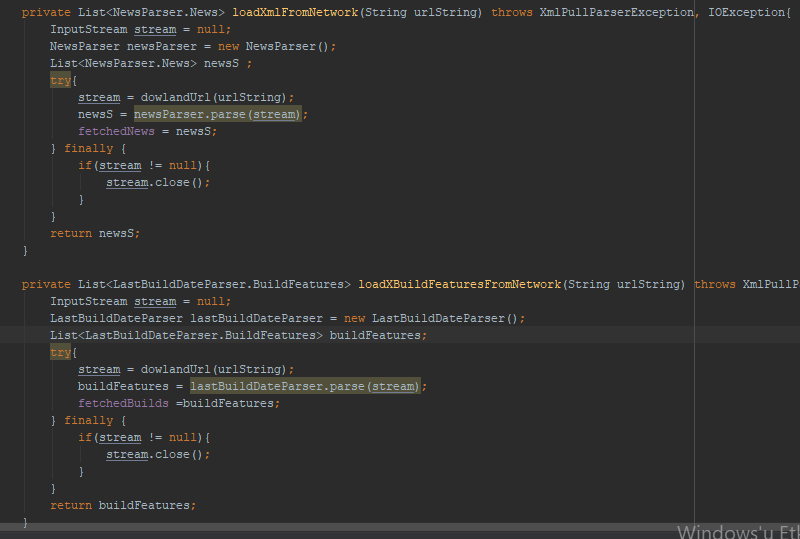 private List<NewsParser.News> loadXmlFromNetwork(String urlString) throws XmlPullParserException, IOException{
InputStream stream = null;
NewsParser newsParser = new NewsParser();
List<NewsParser.News> newsS ;
try{
stream = dowlandUrl(urlString);
newsS = newsParser.parse(stream);
fetchedNews = newsS;
} finally {
if(stream != null){
stream.close();
}
}
return newsS;
}
private List<LastBuildDateParser.BuildFeatures> loadXBuildFeaturesFromNetwork(String urlString) throws XmlPullP
InputStream stream = null;
LastBuildDateParser lastBuildDateParser = new LastBuildDateParser();
List<LastBuildDateParser.BuildFeatures> buildFeatures;
try{
stream = dowlandUrl(urlString);
buildFeatures = lastBuildDateParser.parse(stream);
fetchedBuilds =buildFeatures;
} finally {
if(stream != null){
stream.close();
}
}
return buildFeatures;
}
Windows'u Etk